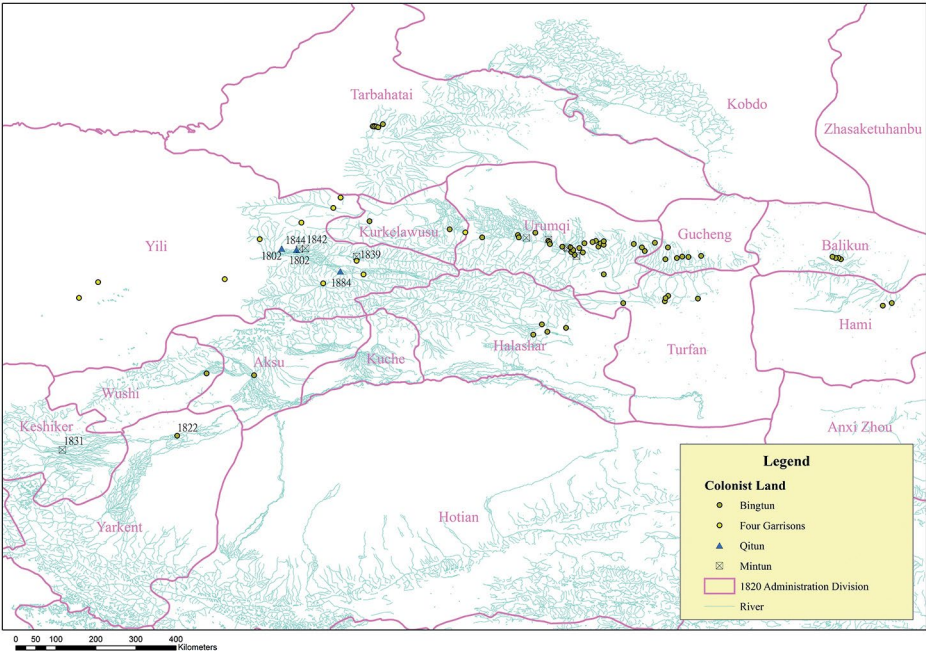 Tarbahatai
Kobdo
Zhasaketuhanbu
Yili
Kurkelawusu
Urumqi
Gucheng
Balikun
1844
1842
1802
1802
1839
1884
Hami
Halashar
Turfan
Aksu
Kuche
Wushi
Keshiker
1831
1822
Anxi Zhou
Yarkent
Hotian
Legend
Colonist Land
Bingtun
Four Garrisons
Qitun
Mintun
1820 Administration Division
River
0 50 100 200 300 400
Kilometers